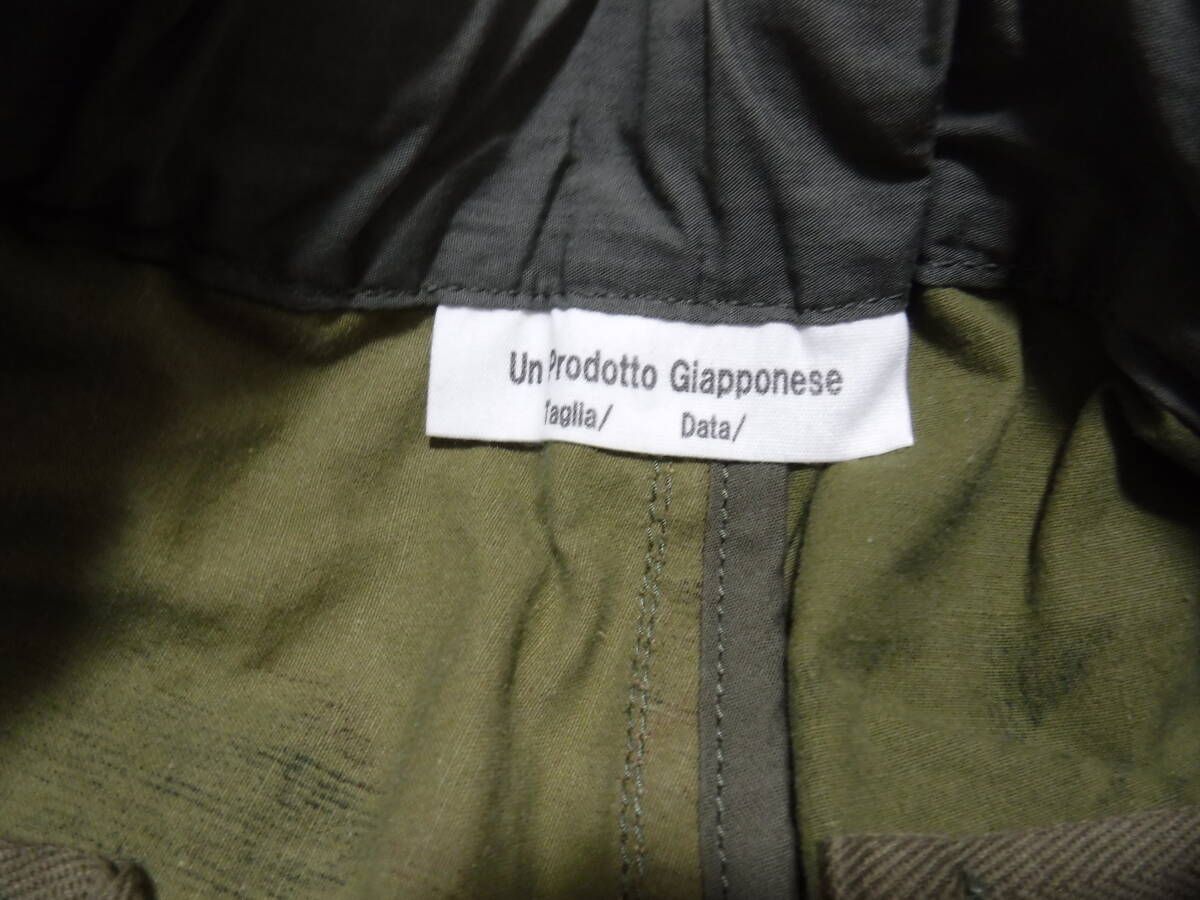 Un Prodotto Giapponese
Taglia/ Data/